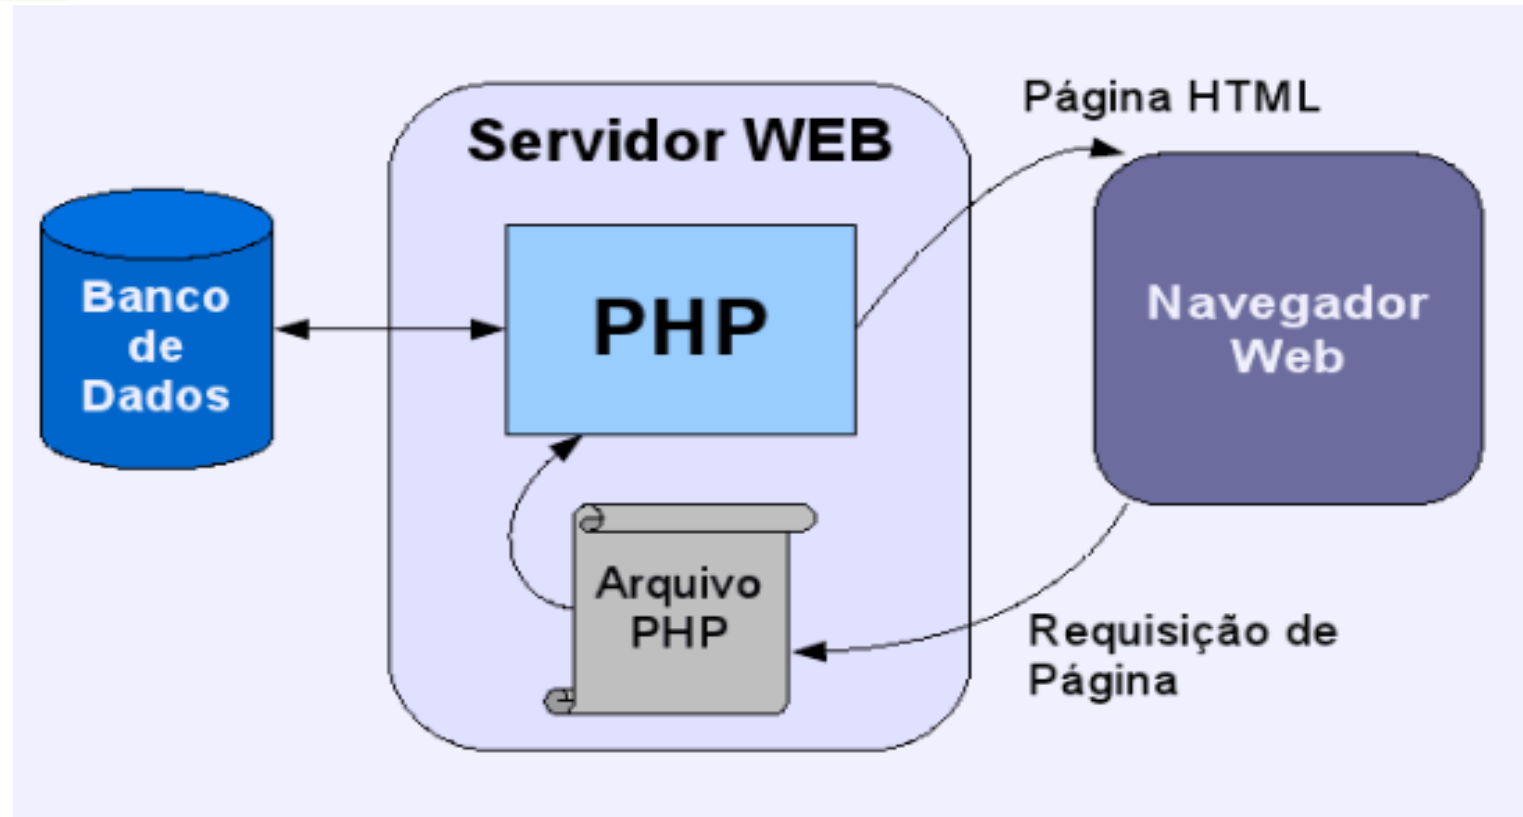 Página HTML
Servidor WEB
Banco
de
Dados
PHP
Navegador
Web
Arquivo
PHP
Requisição de
Página